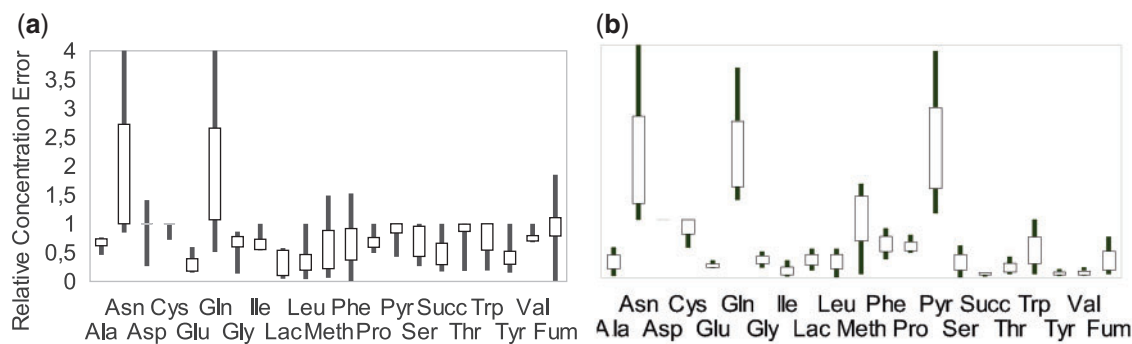 (a)
Relative Concentration Error
4
3,5
3
2,5
2
1,5
1
0,5
0
Asn Cys Gln Ile Leu Phe Pyr Succ Trp Val
Ala Asp Glu Gly Lac Meth Pro Ser Thr Tyr Fum
(b)
Asn Cys Gln Ile Leu Phe Pyr Succ Trp Val
Ala Asp Glu Gly Lac Meth Pro Ser Thr Tyr Fum